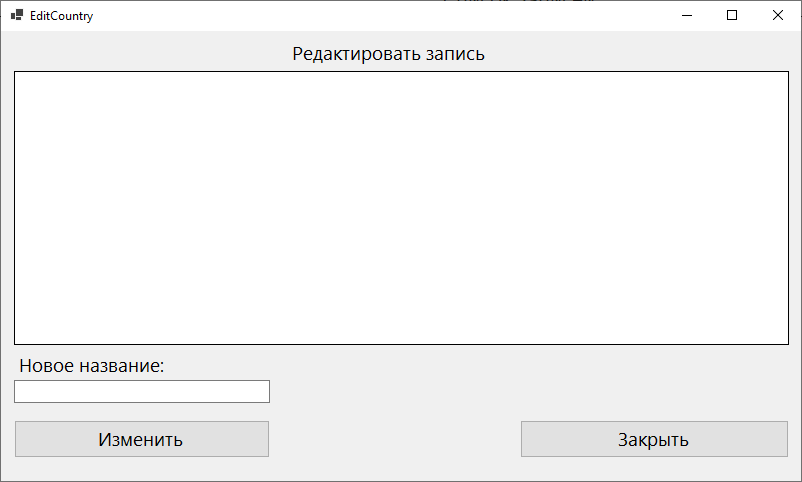 EditCountry
Редактировать запись
Новое название:
Изменить
Закрыть